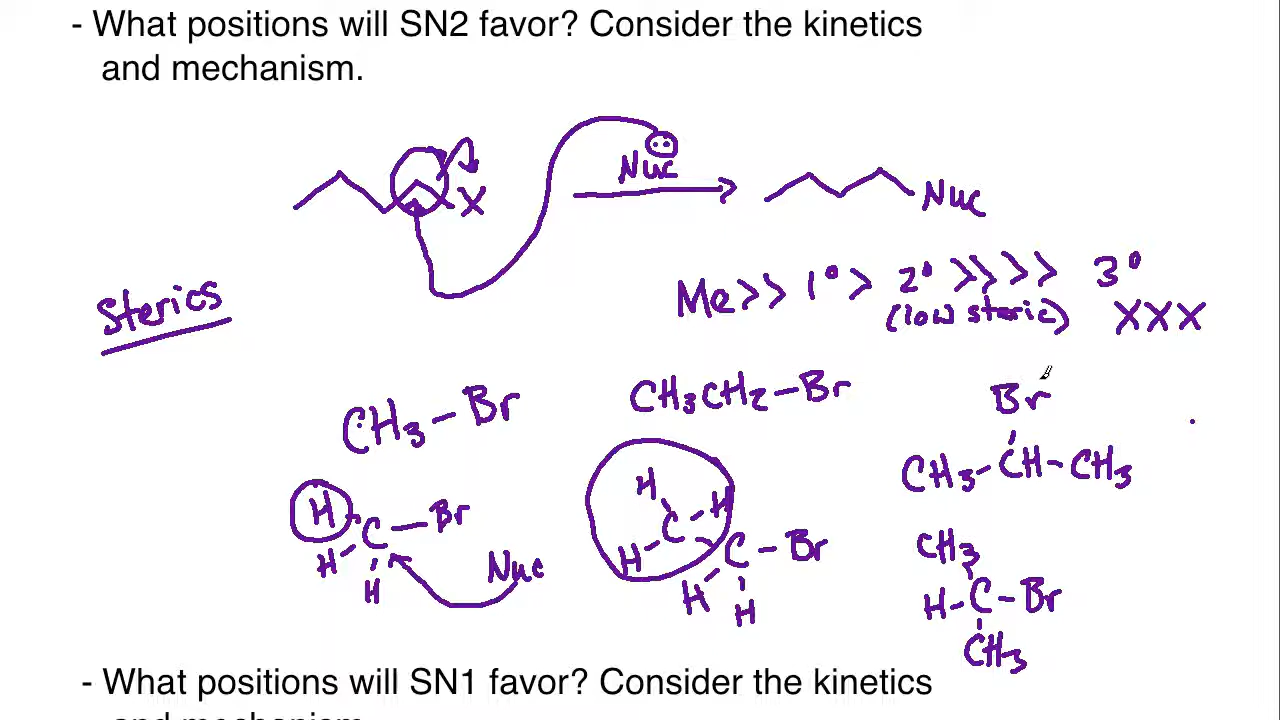 - What positions will SN2 favor? Consider the kinetics
and mechanism.
X
Nuc
Nuc
Sterics
Me >> 1° > 2° >>>> 3°
(low steric) XXX
CH3-Br
CH3CH2-Br
Br
CH3-CH-CH3
H
C-Br
H
H
Nuc
H
C-H
H
C-Br
H
H
CH3
H-C-Br
CH3
- What positions will SN1 favor? Consider the kinetics
and mechanism.